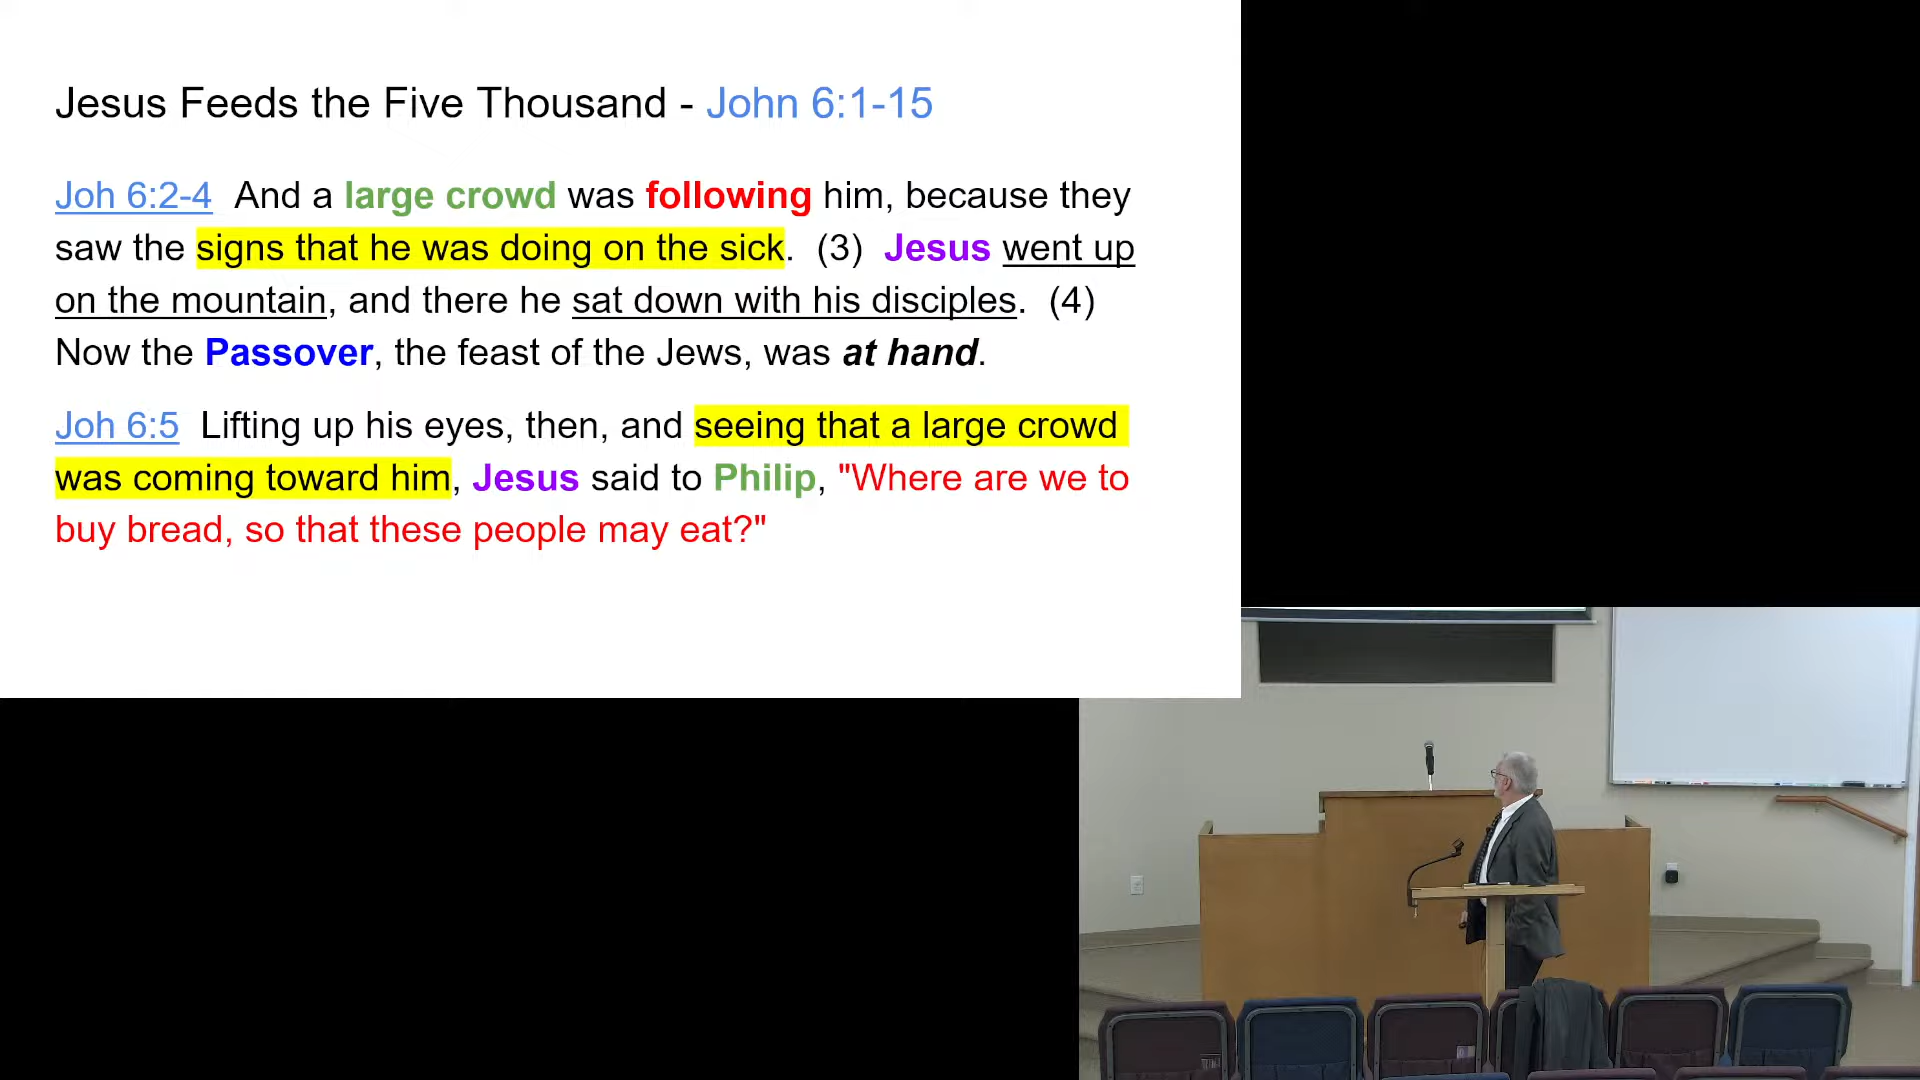 Jesus Feeds the Five Thousand - John 6:1-15
Joh 6:2-4 And a large crowd was following him, because they
saw the signs that he was doing on the sick. (3) Jesus went up
on the mountain, and there he sat down with his disciples. (4)
Now the Passover, the feast of the Jews, was at hand.
Joh 6:5 Lifting up his eyes, then, and seeing that a large crowd
was coming toward him, Jesus said to Philip, "Where are we to
buy bread, so that these people may eat?"